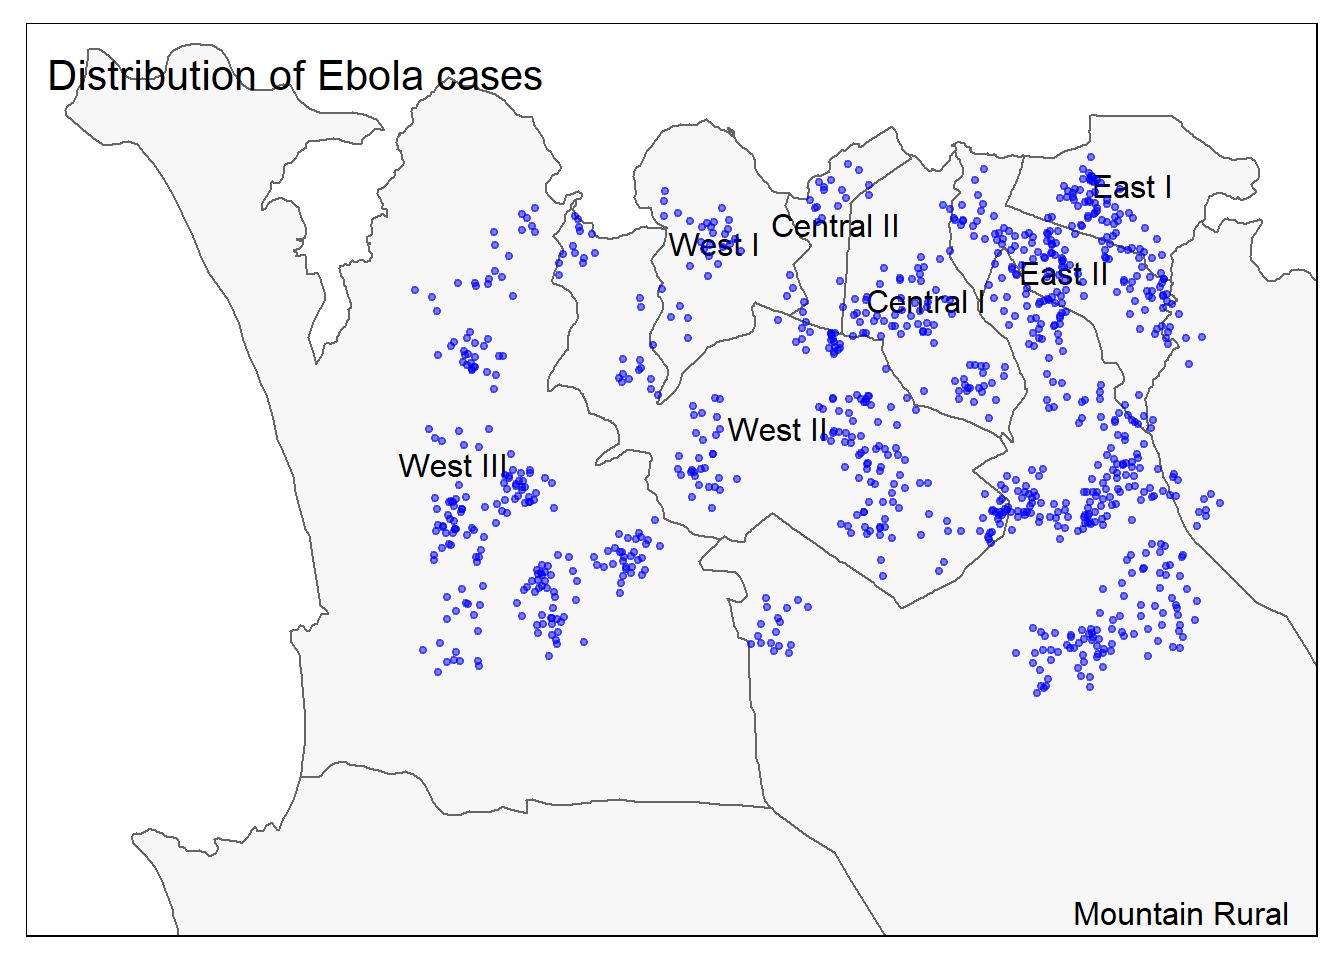 Distribution of Ebola cases
East I
Central II
West I
East II
Central I
West II
West III
Mountain Rural